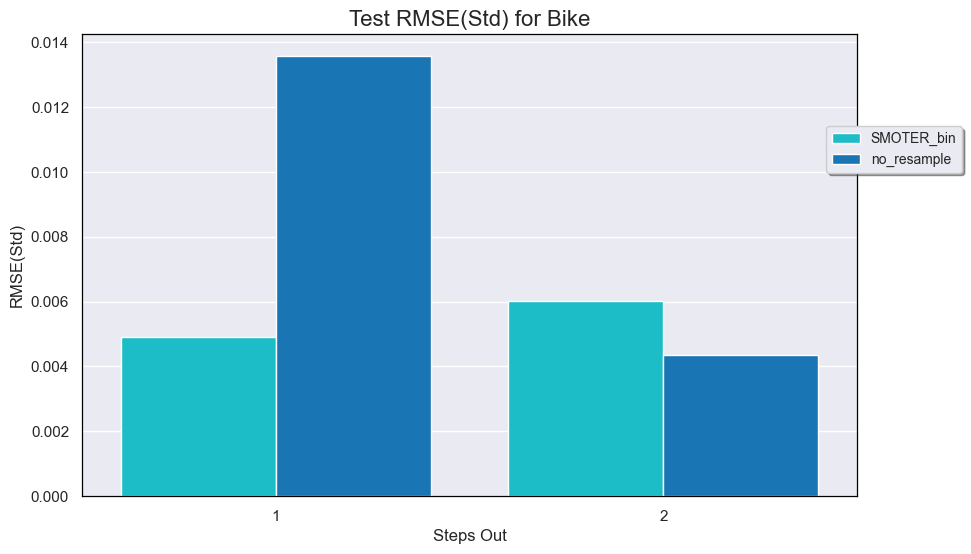 Test RMSE(Std) for Bike
0.014
0.012
0.010
0.008
0.006
0.004
0.002
0.000
RMSE(Std)
SMOTER_bin
no_resample
1
2
Steps Out